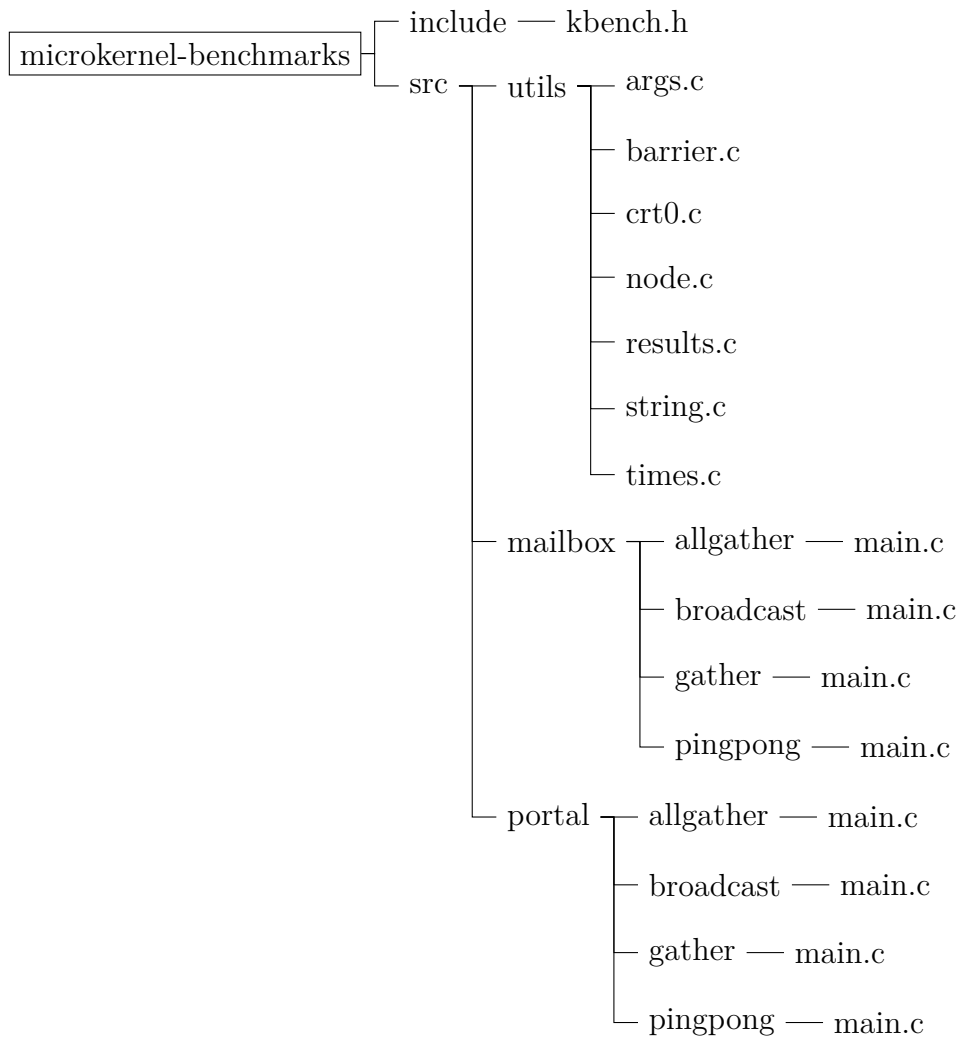 include kbench.h
microkernel-benchmarks
src utils args.c
barrier.c
crt0.c
node.c
results.c
string.c
times.c
mailbox allgather main.c
broadcast main.c
gather main.c
pingpong main.c
portal allgather main.c
broadcast main.c
gather main.c
pingpong main.c